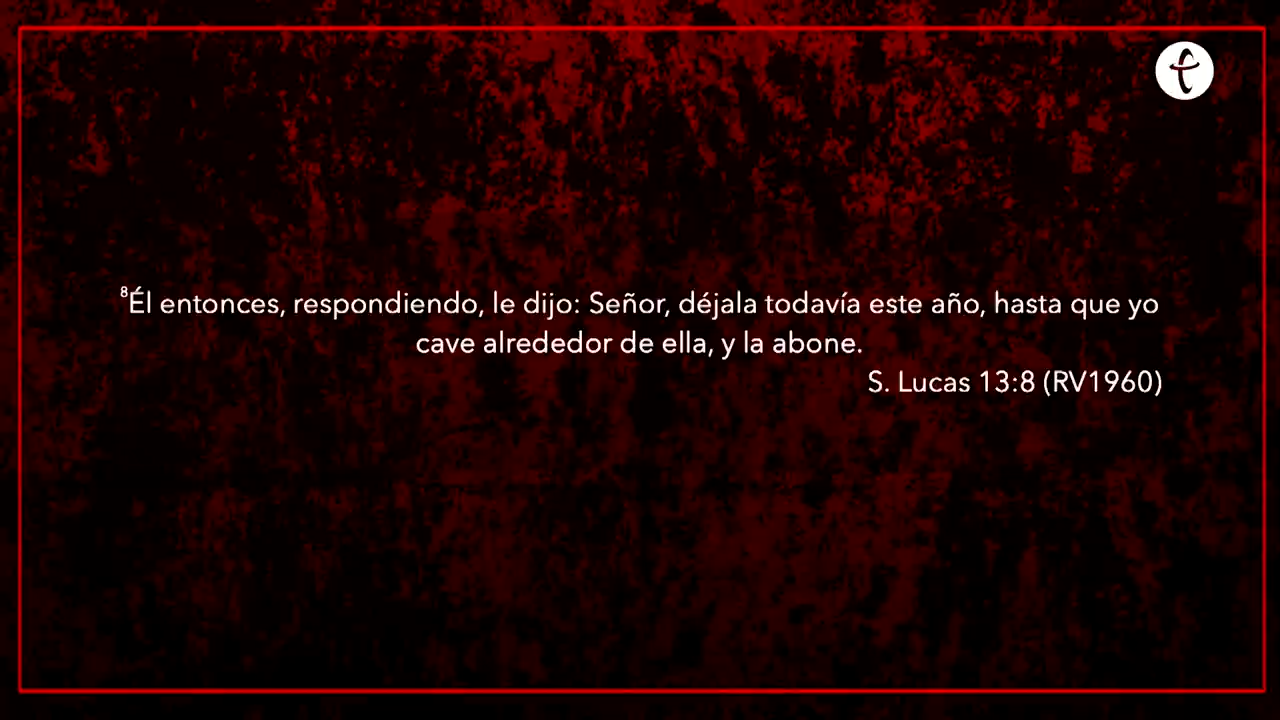 ⁸Él entonces, respondiendo, le dijo: Señor, déjala todavía este año, hasta que yo
cave alrededor de ella, y la abone.
S. Lucas 13:8 (RV1960)